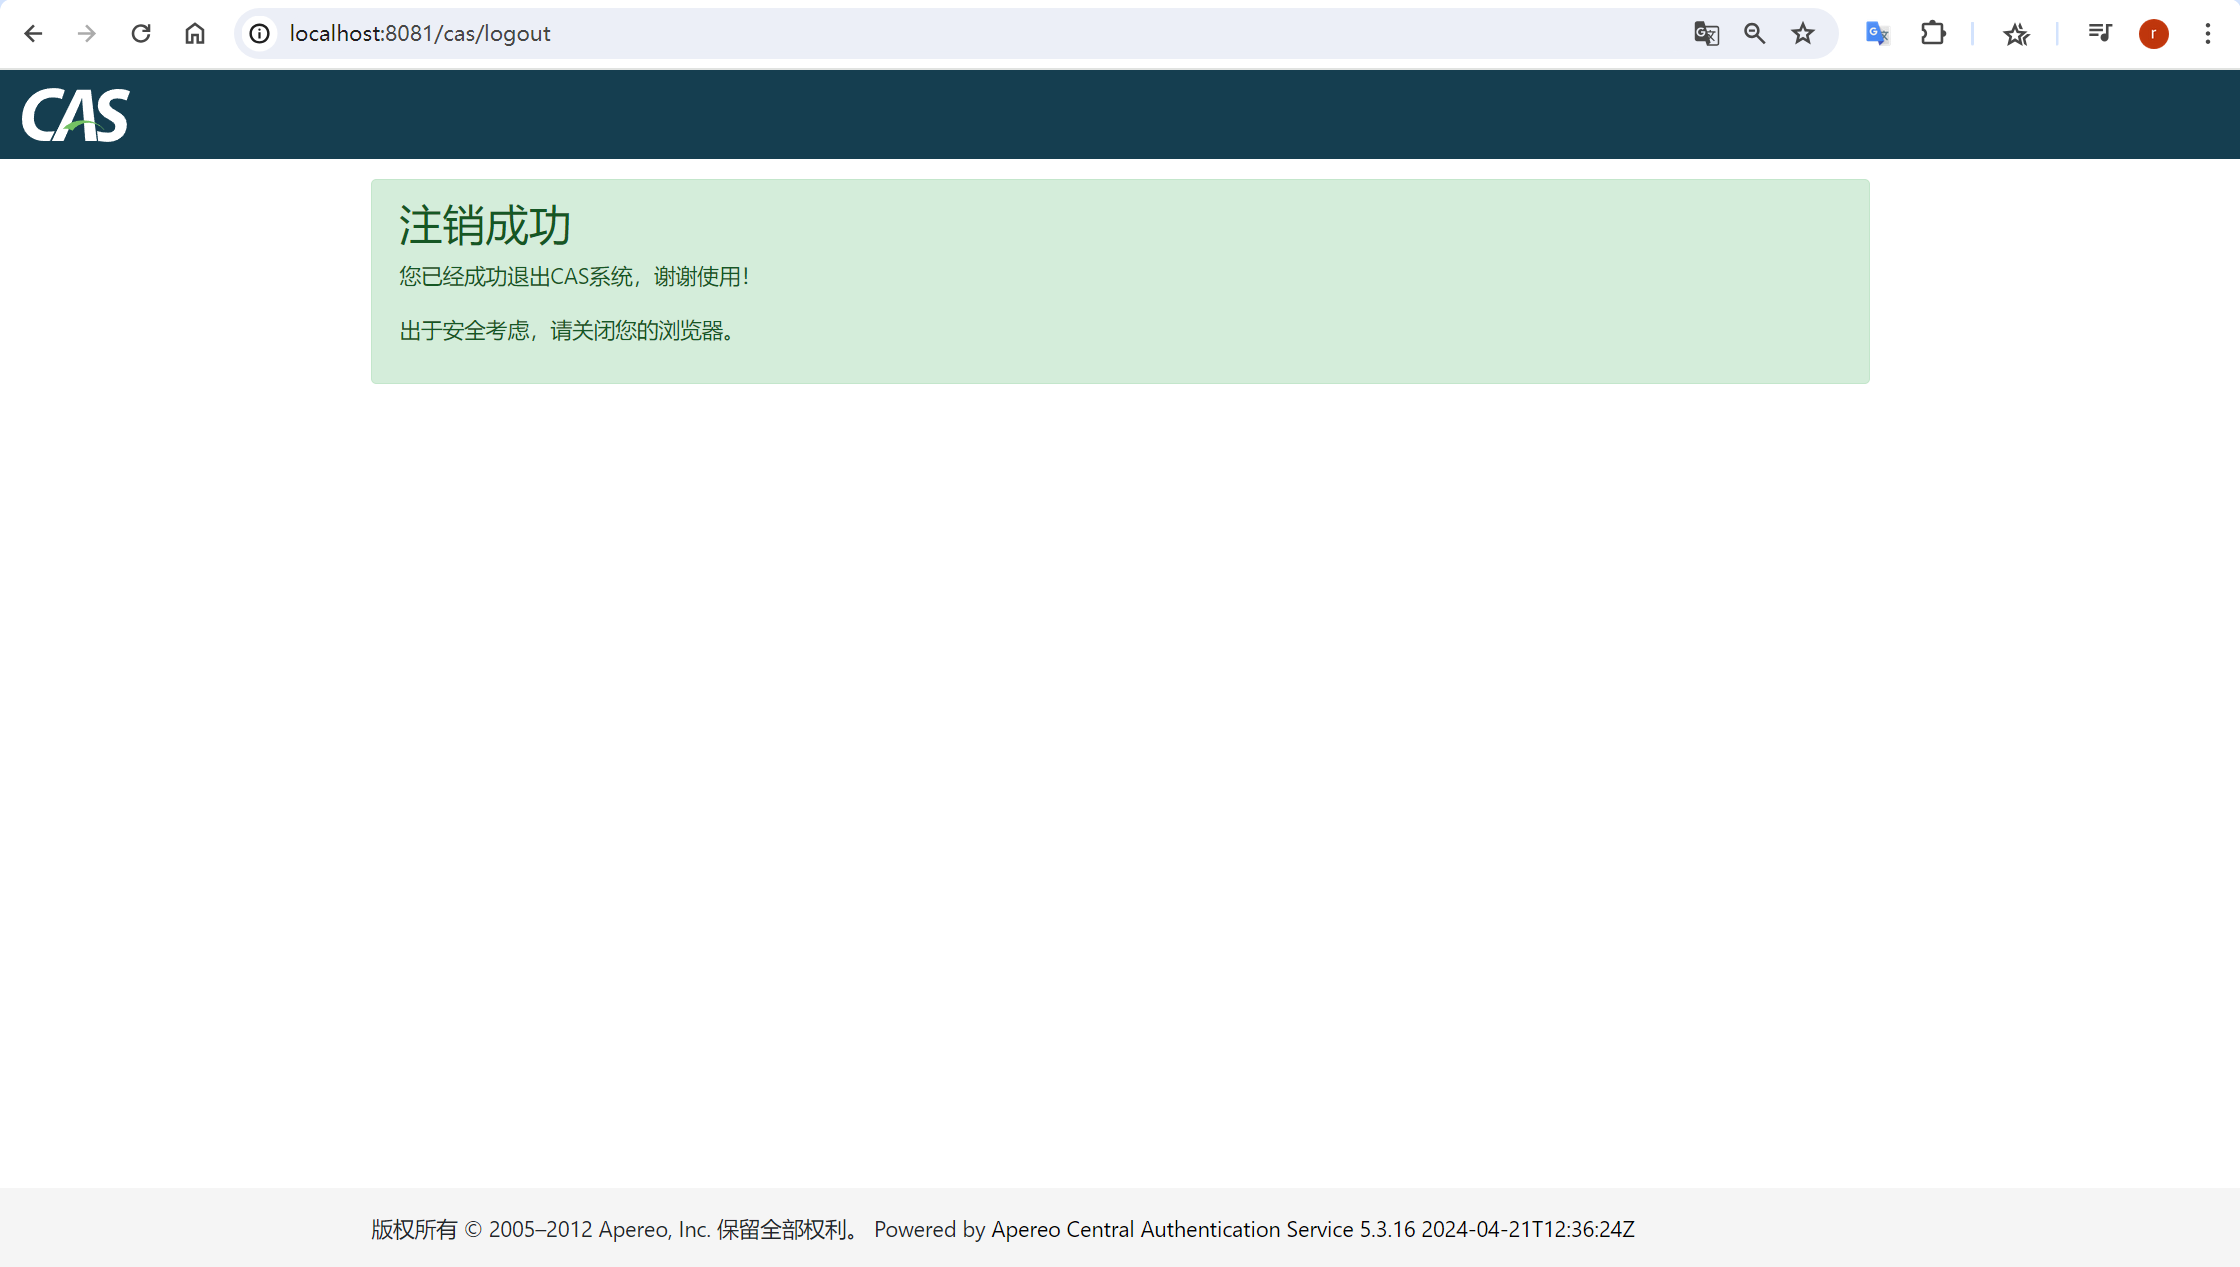 localhost:8081/cas/logout
r
CAS
注销成功
您已经成功退出CAS系统，谢谢使用！
出于安全考虑，请关闭您的浏览器。
版权所有 © 2005–2012 Apereo, Inc. 保留全部权利。 Powered by Apereo Central Authentication Service 5.3.16 2024-04-21T12:36:24Z